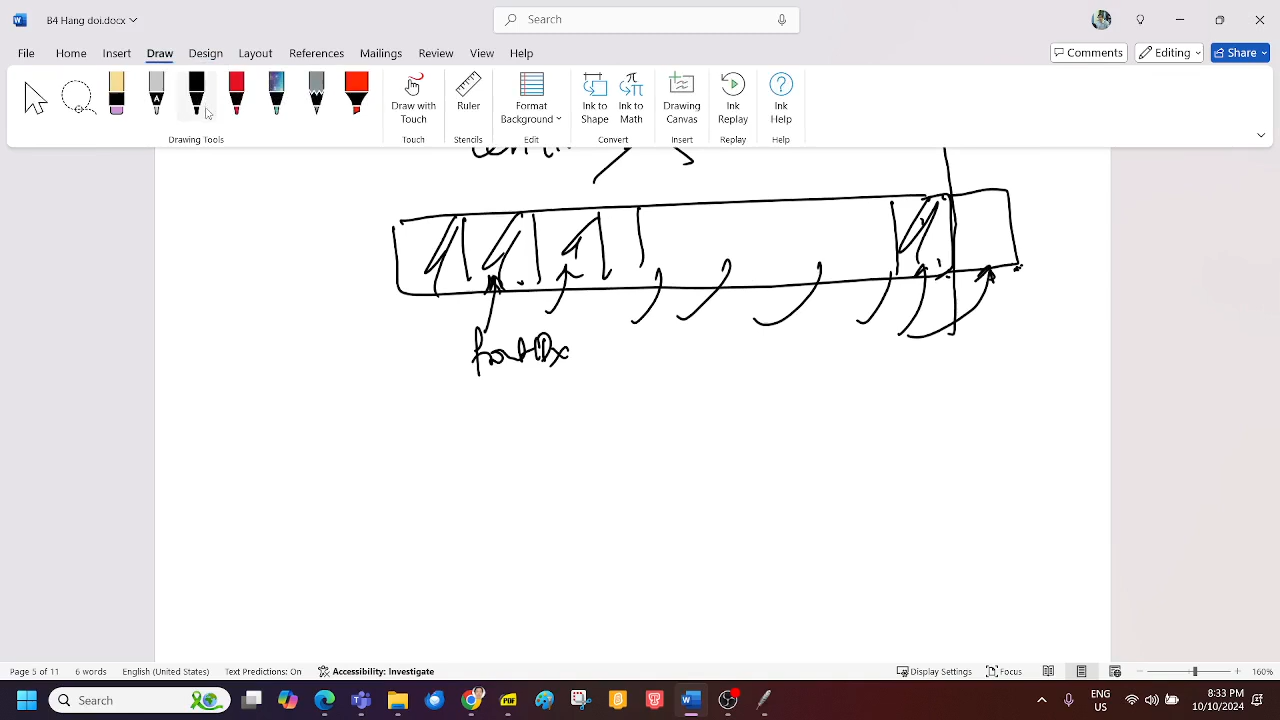 B4 Hang doi.docx
Search
File Home Insert Draw Design Layout References Mailings Review View Help
Comments Editing Share
Draw with Touch
Ruler
Format Background
Ink to Shape
Ink to Math
Drawing Canvas
Ink Replay
Ink Help
Drawing Tools Touch Stencils Edit Convert Insert Replay Help
frontIDx
Page 5 of 11 6 words English (United States) Text Predictions: On Accessibility: Investigate Display Settings Focus 160%
Search
PDF
ENG
US
8:33 PM
10/10/2024